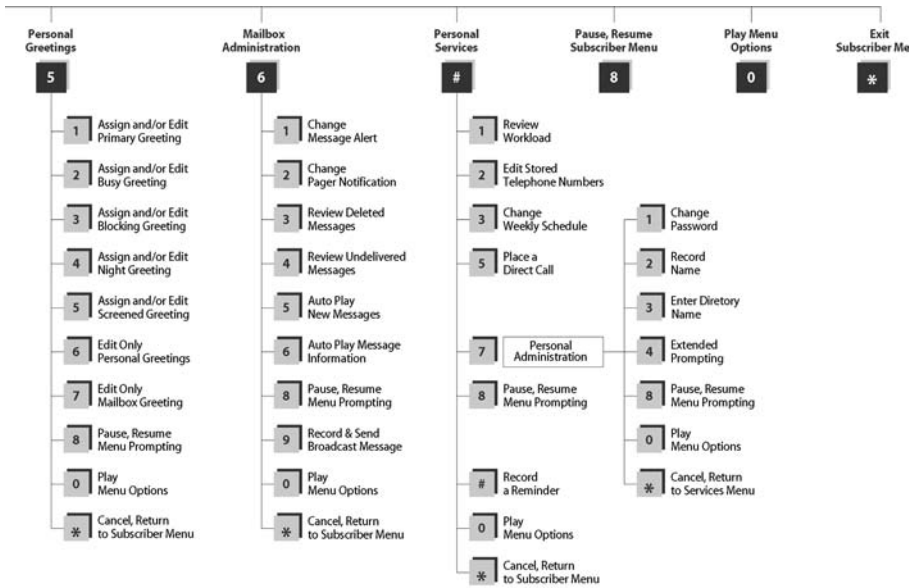 Personal
Greetings
5
1
Assign and/or Edit
Primary Greeting
2
Assign and/or Edit
Busy Greeting
3
Assign and/or Edit
Blocking Greeting
4
Assign and/or Edit
Night Greeting
5
Assign and/or Edit
Screened Greeting
6
Edit Only
Personal Greetings
7
Edit Only
Mailbox Greeting
8
Pause, Resume
Menu Prompting
0
Play
Menu Options
*
Cancel, Return
to Subscriber Menu
Mailbox
Administration
6
1
Change
Message Alert
2
Change
Pager Notification
3
Review Deleted
Messages
4
Review Undelivered
Messages
5
Auto Play
New Messages
6
Auto Play Message
Information
8
Pause, Resume
Menu Prompting
9
Record & Send
Broadcast Message
0
Play
Menu Options
*
Cancel, Return
to Subscriber Menu
Personal
Services
#
1
Review
Workload
2
Edit Stored
Telephone Numbers
3
Change
Weekly Schedule
5
Place a
Direct Call
7
Personal
Administration
8
Pause, Resume
Menu Prompting
#
Record
a Reminder
0
Play
Menu Options
*
Cancel, Return
to Subscriber Menu
1
Change
Password
2
Record
Name
3
Enter Diretory
Name
4
Extended
Prompting
8
Pause, Resume
Menu Prompting
0
Play
Menu Options
*
Cancel, Return
to Services Menu
Pause, Resume
Subscriber Menu
8
Play Menu
Options
0
Exit
Subscriber Me
*